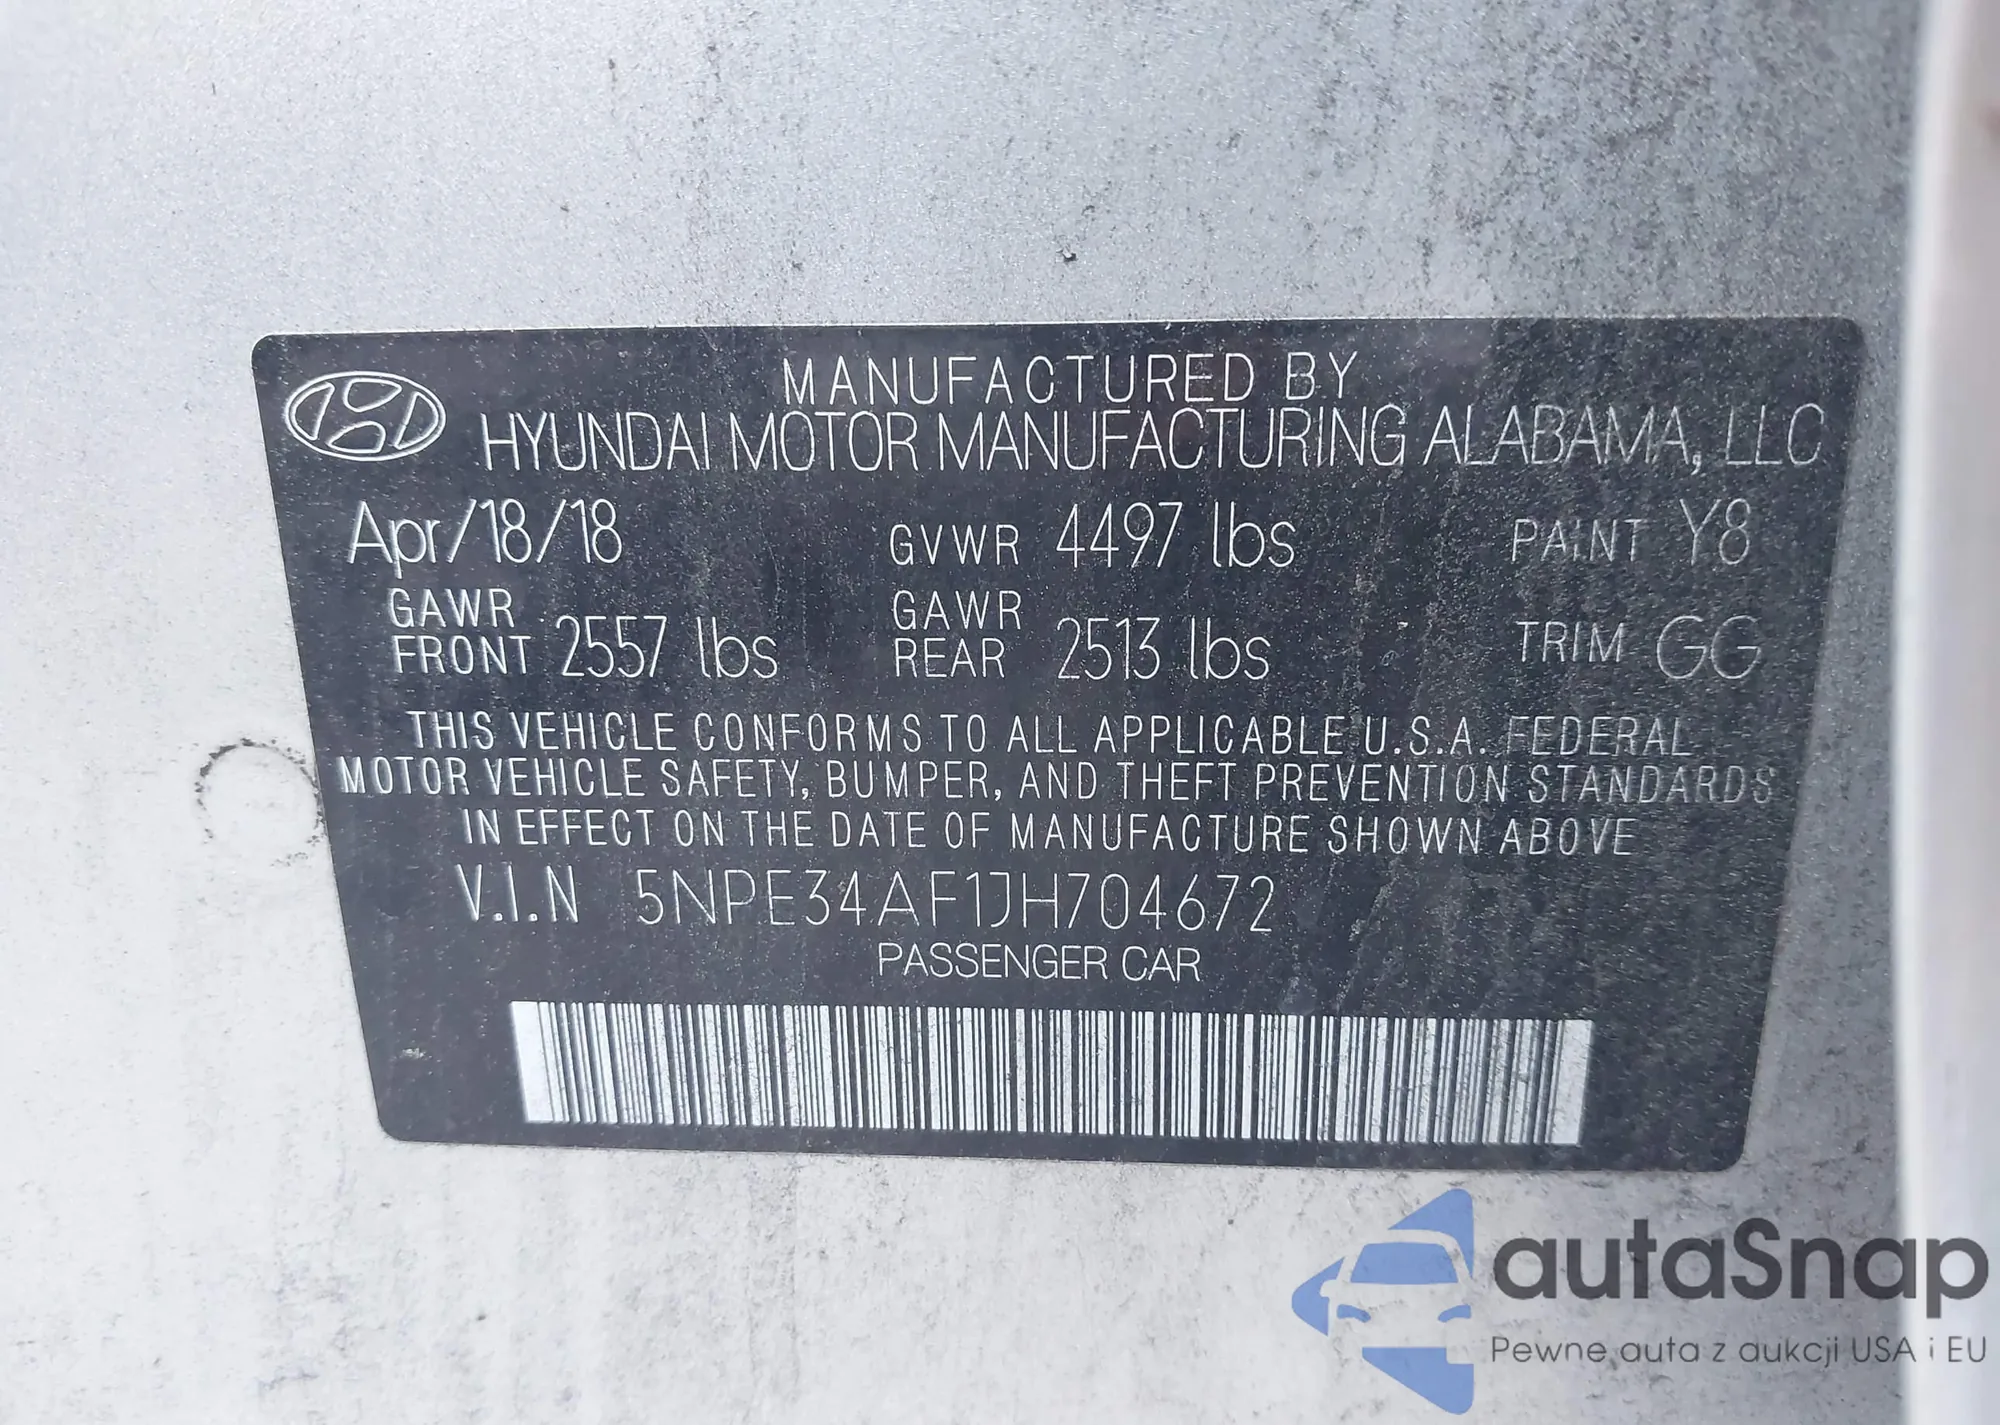 MANUFACTURED BY
HYUNDAI MOTOR MANUFACTURING ALABAMA, LLC
Apr/18/18 GVWR 4497 lbs PAINT Y8
GAWR FRONT 2557 lbs GAWR REAR 2513 lbs TRIM GG
THIS VEHICLE CONFORMS TO ALL APPLICABLE U.S.A. FEDERAL
MOTOR VEHICLE SAFETY, BUMPER, AND THEFT PREVENTION STANDARDS
IN EFFECT ON THE DATE OF MANUFACTURE SHOWN ABOVE
V.I.N 5NPE34AF1JH704672
PASSENGER CAR
autaSnap
Pewne auta z aukcji USA i EU